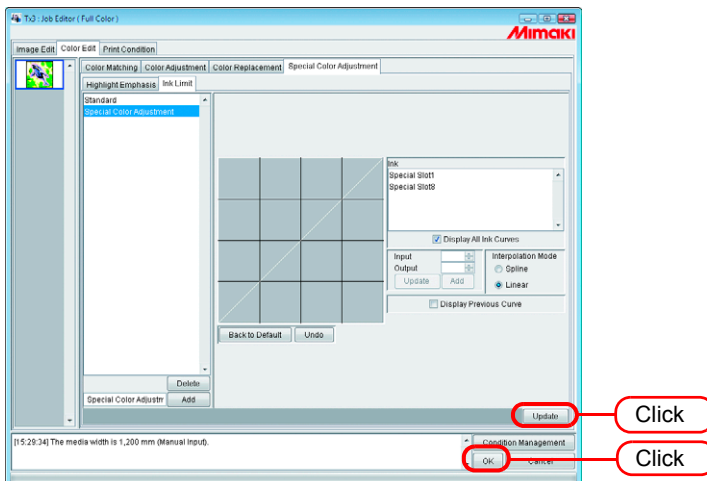 Tx3 : Job Editor ( Full Color )
Mimaki
Image Edit Color Edit Print Condition
Color Matching Color Adjustment Color Replacement Special Color Adjustment
Highlight Emphasis Ink Limit
Standard
Special Color Adjustment
Ink
Special Slot1
Special Slot8
Display All Ink Curves
Input
Output
Update Add
Interpolation Mode
Spline
Linear
Display Previous Curve
Back to Default Undo
Delete
Special Color Adjustm Add
Update
Click
[15:29:34] The media width is 1,200 mm (Manual Input).
Condition Management
OK Cancel
Click